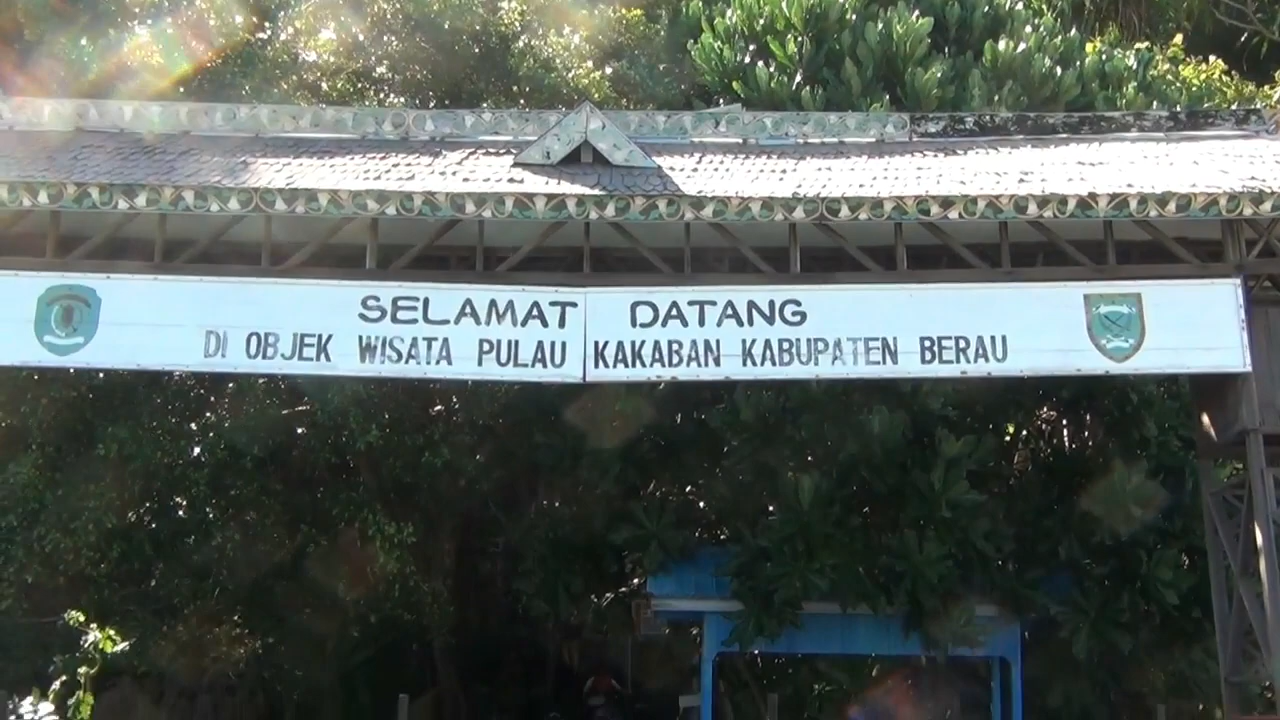 SELAMAT DATANG
DI OBJEK WISATA PULAU KAKABAN KABUPATEN BERAU